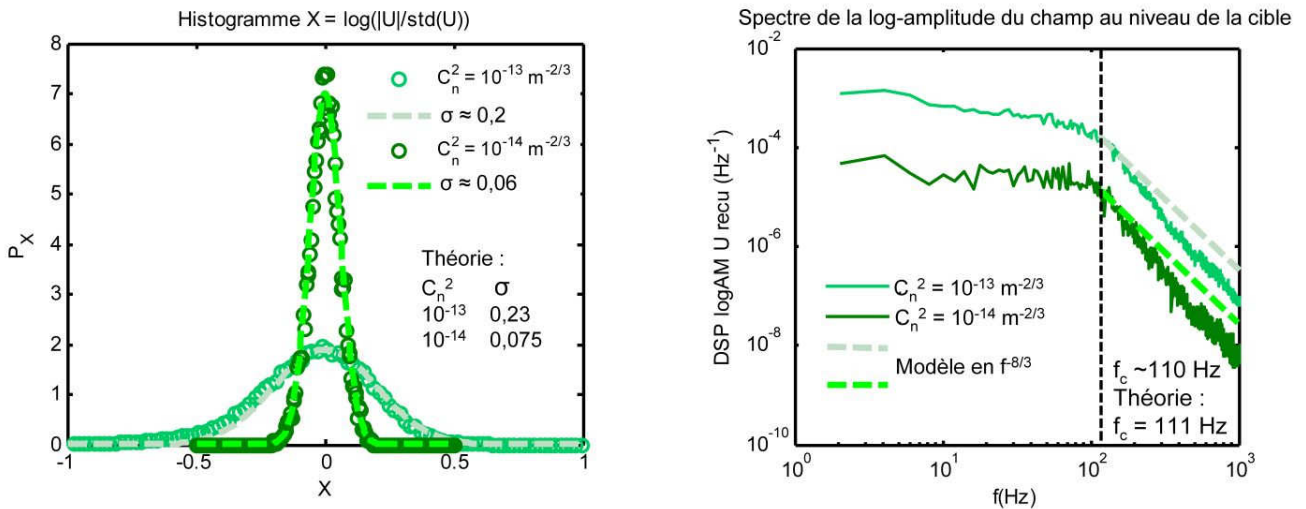 Histogramme X = log(|U|/std(U))
8
7
6
5
4
3
2
1
0
P_X
-1
-0.5
0
0.5
1
X
C_n^2 = 10^-13 m^-2/3
σ ≈ 0,2
C_n^2 = 10^-14 m^-2/3
σ ≈ 0,06
Théorie :
C_n^2 σ
10^-13 0,23
10^-14 0,075
Spectre de la log-amplitude du champ au niveau de la cible
10^-2
10^-4
10^-6
10^-8
10^-10
DSP logAM U recu (Hz^-1)
10^0
10^1
10^2
10^3
f(Hz)
C_n^2 = 10^-13 m^-2/3
C_n^2 = 10^-14 m^-2/3
Modèle en f^-8/3
f_c ~110 Hz
Théorie :
f_c = 111 Hz